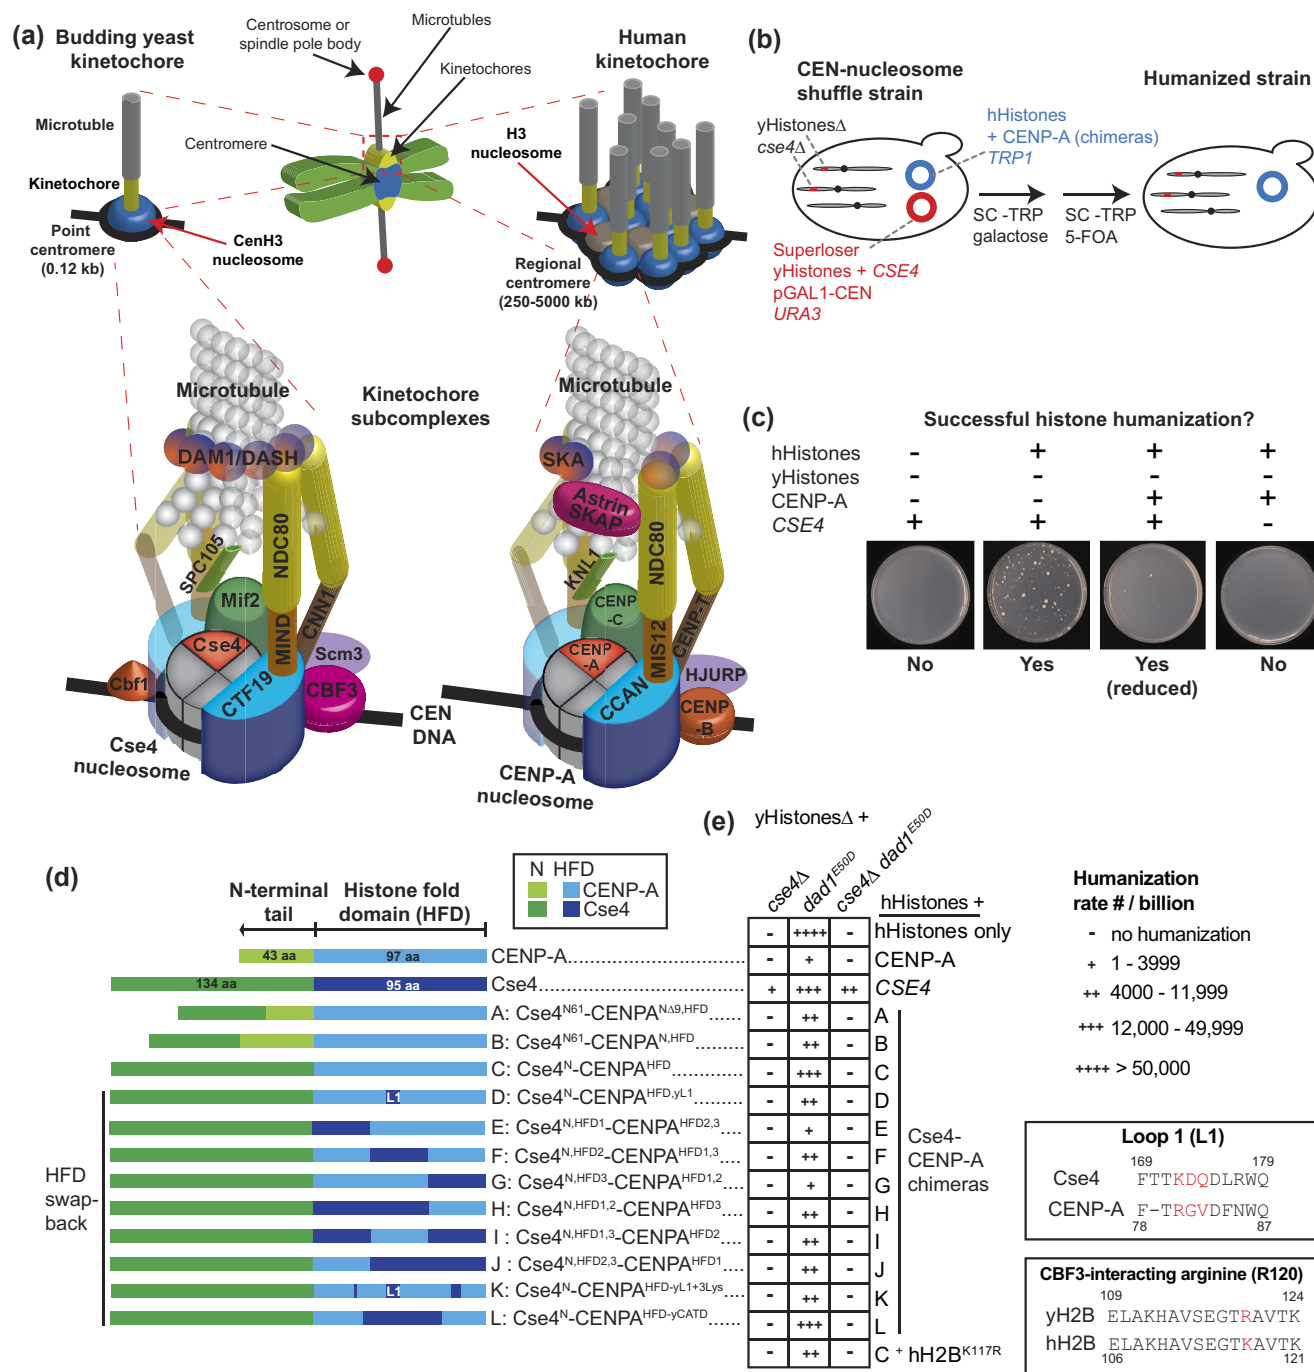 (a)
Budding yeast
kinetochore
Centrosome or
spindle pole body
Microtubles
Kinetochores
Human
kinetochore
Microtuble
Centromere
H3
nucleosome
Kinetochore
Point
centromere
(0.12 kb)
CenH3
nucleosome
Regional
centromere
(250-5000 kb)
Microtubule
Kinetochore
subcomplexes
Microtubule
DAM1/DASH
SPC105
NDC80
Mif2
MIND
CNN1
Cse4
Scm3
Cbf1
CTF19
CBF3
Cse4
nucleosome
CEN
DNA
SKA
Astrin
SKAP
KNL1
NDC80
CENP
-C
MIS12
CENP-T
CENP
-A
HJURP
CCAN
CENP
-B
CENP-A
nucleosome
(b)
CEN-nucleosome
shuffle strain
Humanized strain
yHistonesΔ
cse4Δ
hHistones
+ CENP-A (chimeras)
TRP1
SC -TRP
galactose
SC -TRP
5-FOA
Superloser
yHistones + CSE4
pGAL1-CEN
URA3
(c)
Successful histone humanization?
hHistones - + + +
yHistones - - - -
CENP-A - - + +
CSE4 + + + -
No Yes Yes No
(reduced)
(d)
N HFD
CENP-A
Cse4
N-terminal
tail
Histone fold
domain (HFD)
43 aa 97 aa CENP-A
134 aa 95 aa Cse4
A: Cse4N61-CENPANΔ9,HFD
B: Cse4N61-CENPAN,HFD
C: Cse4N-CENPAHFD
L1 D: Cse4N-CENPAHFD,yL1
E: Cse4N,HFD1-CENPAHFD2,3
F: Cse4N,HFD2-CENPAHFD1,3
G: Cse4N,HFD3-CENPAHFD1,2
H: Cse4N,HFD1,2-CENPAHFD3
I : Cse4N,HFD1,3-CENPAHFD2
J : Cse4N,HFD2,3-CENPAHFD1
L1 K: Cse4N-CENPAHFD-yL1+3Lys
L: Cse4N-CENPAHFD-yCATD
HFD
swap-
back
(e)
yHistonesΔ +
cse4Δ
dad1E50D
cse4Δ dad1E50D
hHistones +
- ++++ - hHistones only
- + - CENP-A
+ +++ ++ CSE4
- ++ - A
- ++ - B
- +++ - C
- ++ - D
- + - E
- ++ - F
- + - G
- ++ - H
- ++ - I
- ++ - J
- ++ - K
- +++ - L
- ++ - C + hH2BK117R
Cse4-
CENP-A
chimeras
Humanization
rate # / billion
- no humanization
+ 1 - 3999
++ 4000 - 11,999
+++ 12,000 - 49,999
++++ > 50,000
Loop 1 (L1)
169 179
Cse4 FTTKDQDLRWQ
CENP-A F-TRGVDFNWQ
78 87
CBF3-interacting arginine (R120)
109 124
yH2B ELAKHAVSEGTRAVTK
hH2B ELAKHAVSEGTKAVTK
106 121